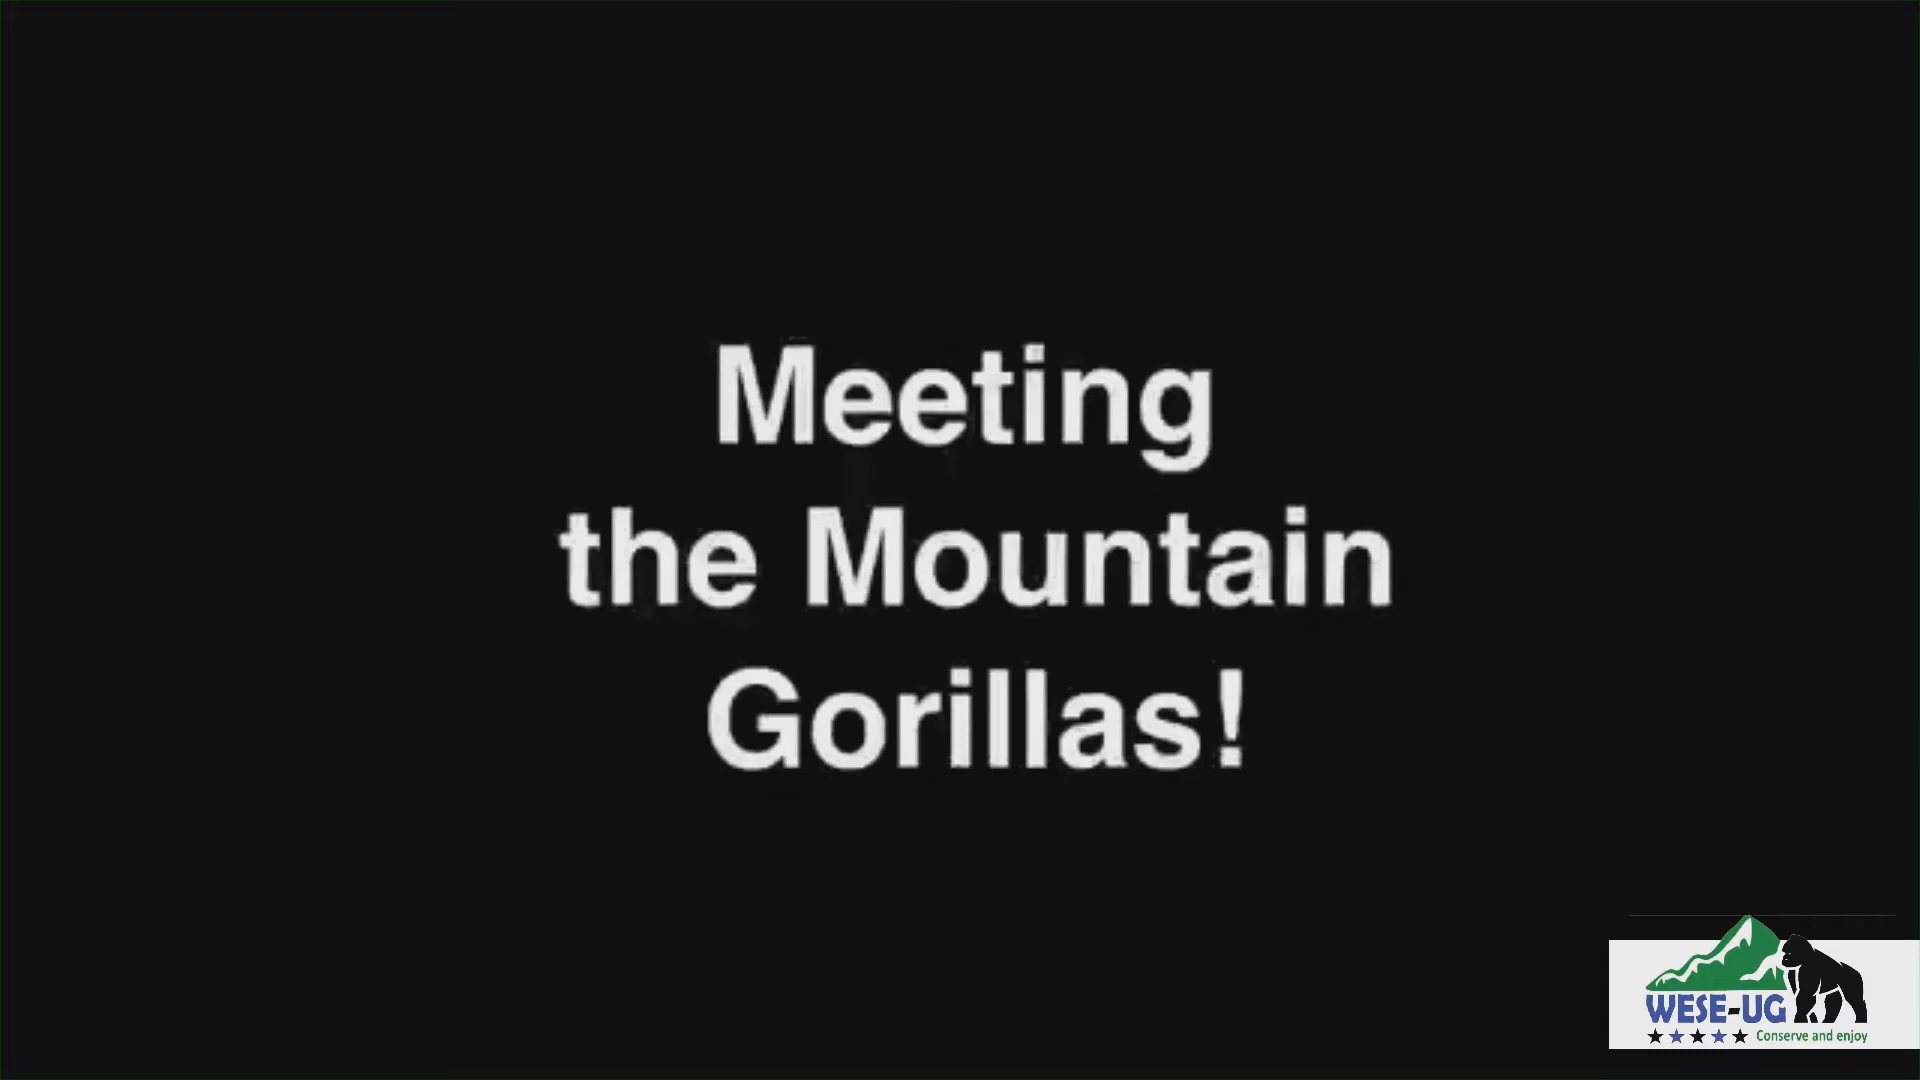 Meeting
the Mountain
Gorillas!
WESE-UG
Conserve and enjoy